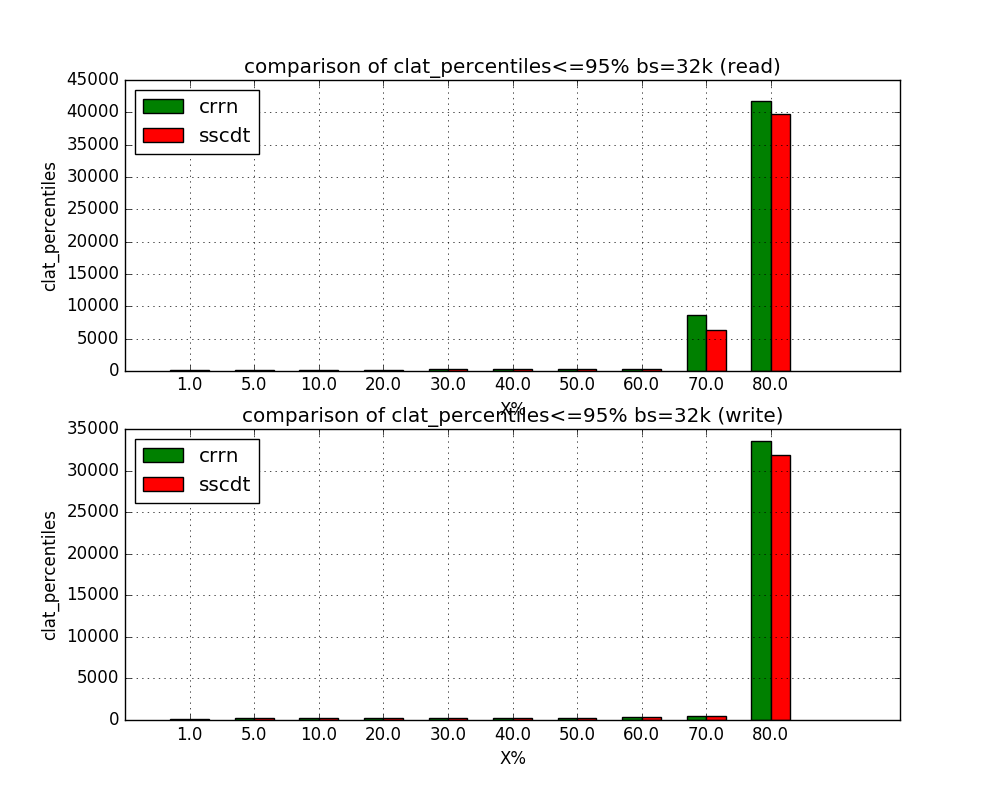 comparison of clat_percentiles<=95% bs=32k (read)
45000
40000
35000
30000
25000
20000
15000
10000
5000
0
clat_percentiles
crrn
sscdt
1.0 5.0 10.0 20.0 30.0 40.0 50.0 60.0 70.0 80.0
X%
comparison of clat_percentiles<=95% bs=32k (write)
35000
30000
25000
20000
15000
10000
5000
0
clat_percentiles
crrn
sscdt
1.0 5.0 10.0 20.0 30.0 40.0 50.0 60.0 70.0 80.0
X%